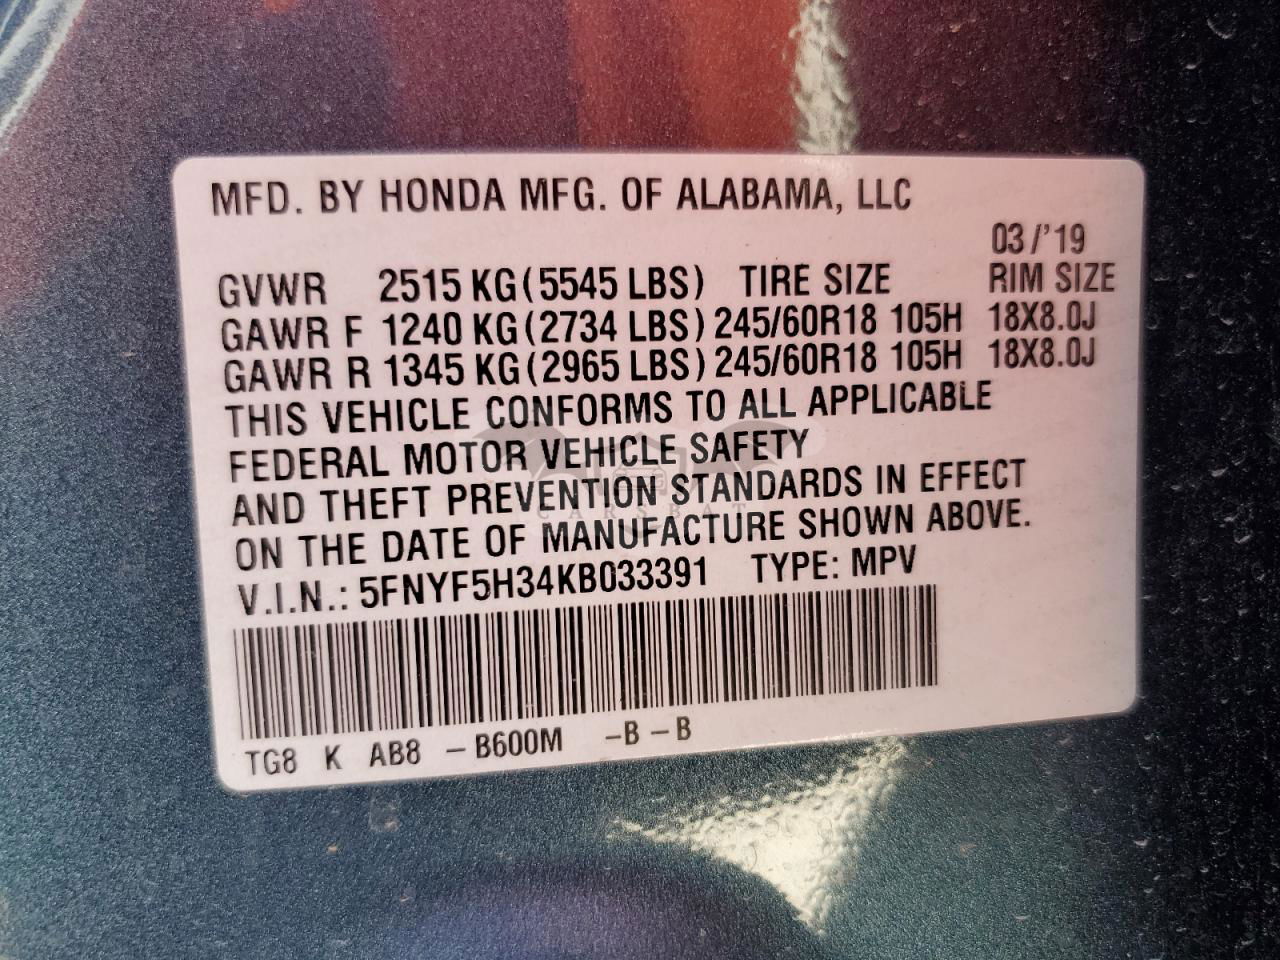 MFD. BY HONDA MFG. OF ALABAMA, LLC
03/'19
GVWR 2515 KG (5545 LBS) TIRE SIZE RIM SIZE
GAWR F 1240 KG (2734 LBS) 245/60R18 105H 18X8.0J
GAWR R 1345 KG (2965 LBS) 245/60R18 105H 18X8.0J
THIS VEHICLE CONFORMS TO ALL APPLICABLE
FEDERAL MOTOR VEHICLE SAFETY
AND THEFT PREVENTION STANDARDS IN EFFECT
CARSBAT
ON THE DATE OF MANUFACTURE SHOWN ABOVE.
V.I.N.: 5FNYF5H34KB033391 TYPE: MPV
TG8 K AB8 -B600M -B-B